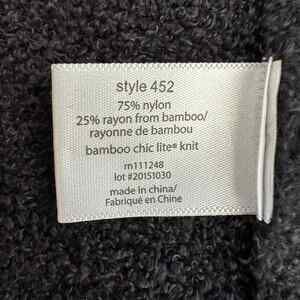 style 452
75% nylon
25% rayon from bamboo/
rayonne de bambou
bamboo chic lite® knit
rn111248
lot #20151030
made in china/
Fabriqué en Chine